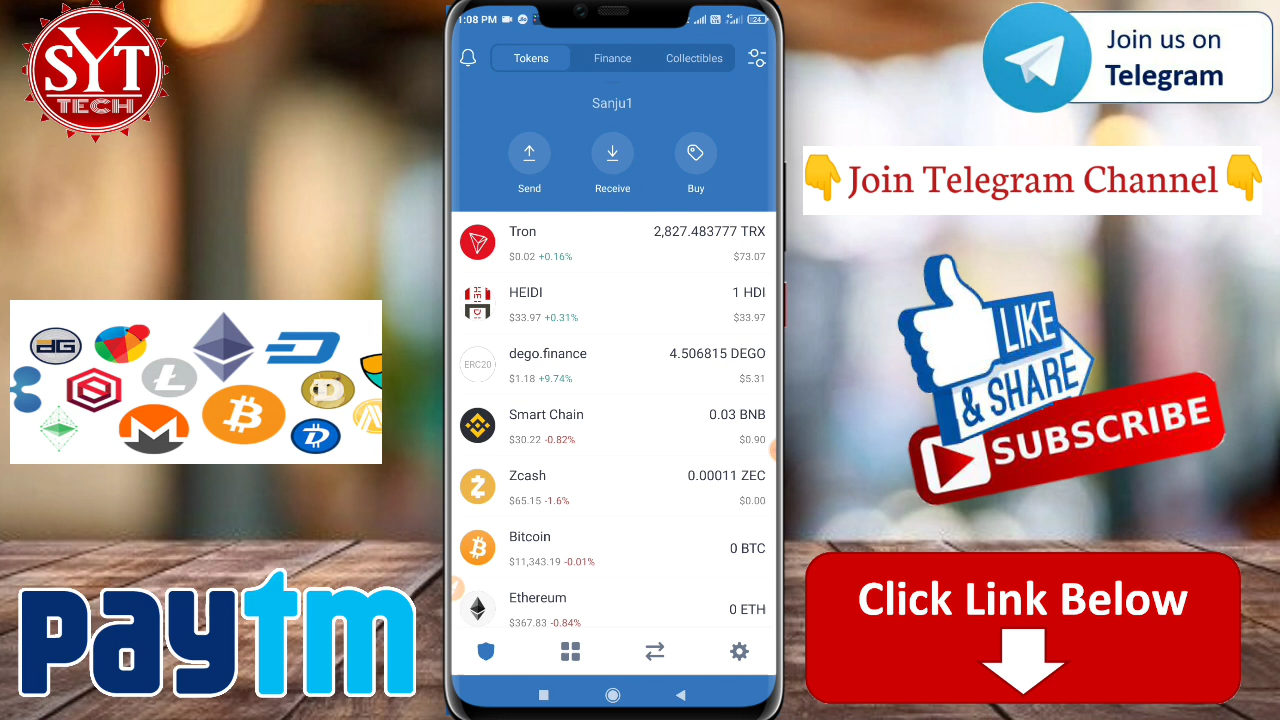 SYT
TECH
1:08 PM
24
Tokens
Finance
Collectibles
Sanju1
Send
Receive
Buy
Tron
2,827.483777 TRX
$0.02 +0.16%
$73.07
HEIDI
1 HDI
$33.97 +0.31%
$33.97
ERC20
dego.finance
4.506815 DEGO
$1.18 +9.74%
$5.31
Smart Chain
0.03 BNB
$30.22 -0.82%
$0.90
Zcash
0.00011 ZEC
$65.15 -1.6%
$0.00
Bitcoin
0 BTC
$11,343.19 -0.01%
Ethereum
0 ETH
$367.83 -0.84%
Join us on
Telegram
Join Telegram Channel
LIKE
& SHARE
SUBSCRIBE
Click Link Below
paytm